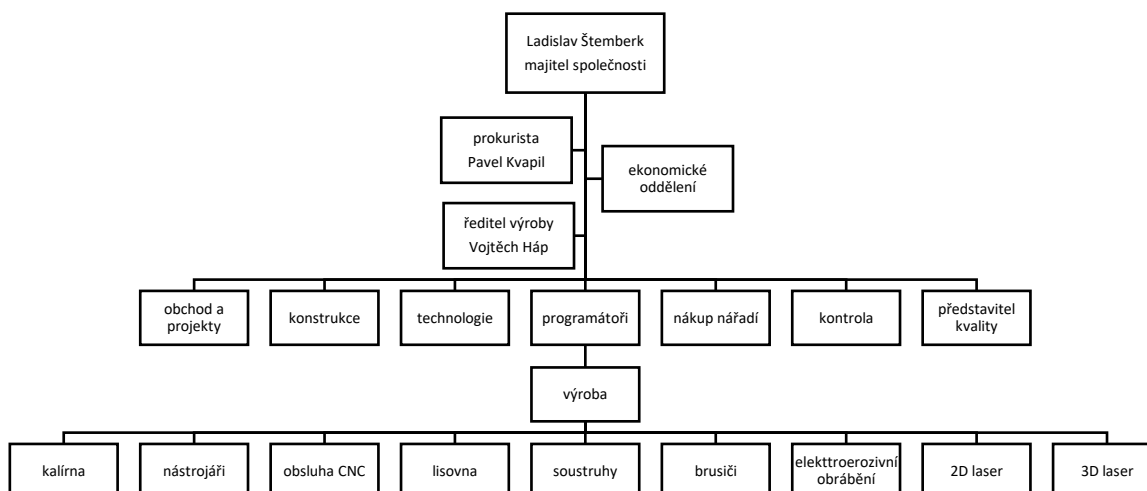 Ladislav Štemberk
majitel společnosti
prokurista
Pavel Kvapil
ekonomické
oddělení
ředitel výroby
Vojtěch Háp
obchod a
projekty
konstrukce
technologie
programátoři
nákup nářadí
kontrola
představitel
kvality
výroba
kalírna
nástrojáři
obsluha CNC
lisovna
soustruhy
brusiči
elekttroerozivní
obrábění
2D laser
3D laser